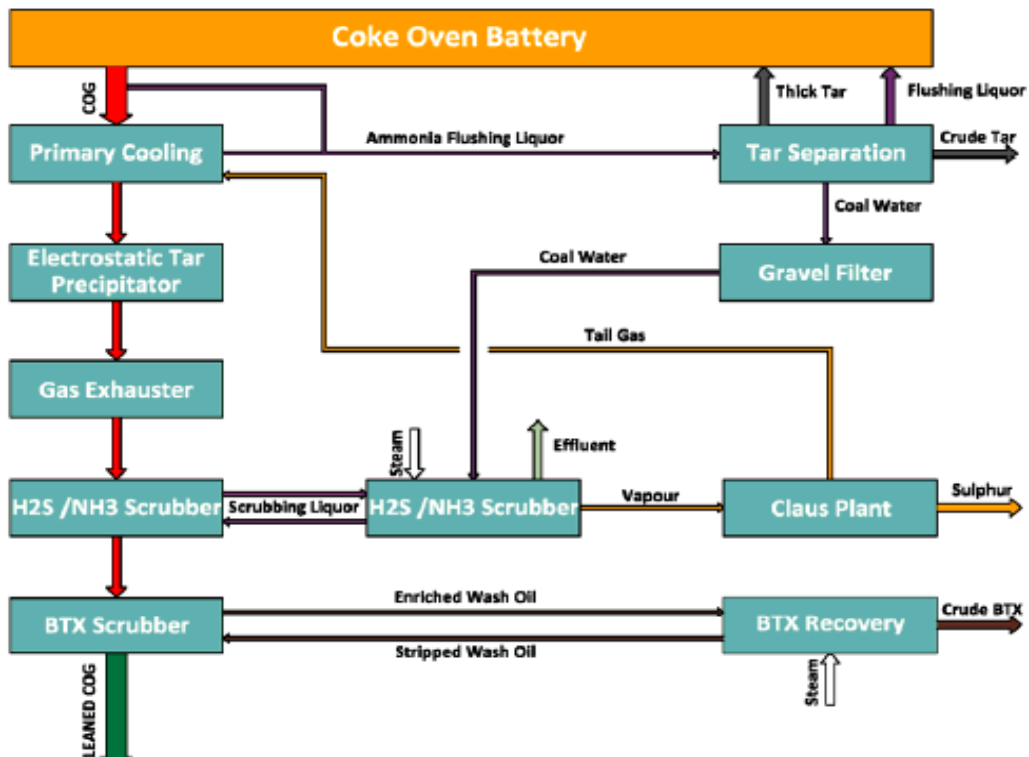 Coke Oven Battery
COG
Thick Tar
Flushing Liquor
Primary Cooling
Ammonia Flushing Liquor
Tar Separation
Crude Tar
Coal Water
Electrostatic Tar
Precipitator
Coal Water
Gravel Filter
Tail Gas
Gas Exhauster
Steam
Effluent
H2S /NH3 Scrubber
Scrubbing Liquor
H2S /NH3 Scrubber
Vapour
Claus Plant
Sulphur
BTX Scrubber
Enriched Wash Oil
Stripped Wash Oil
BTX Recovery
Crude BTX
Steam
LEANED COG